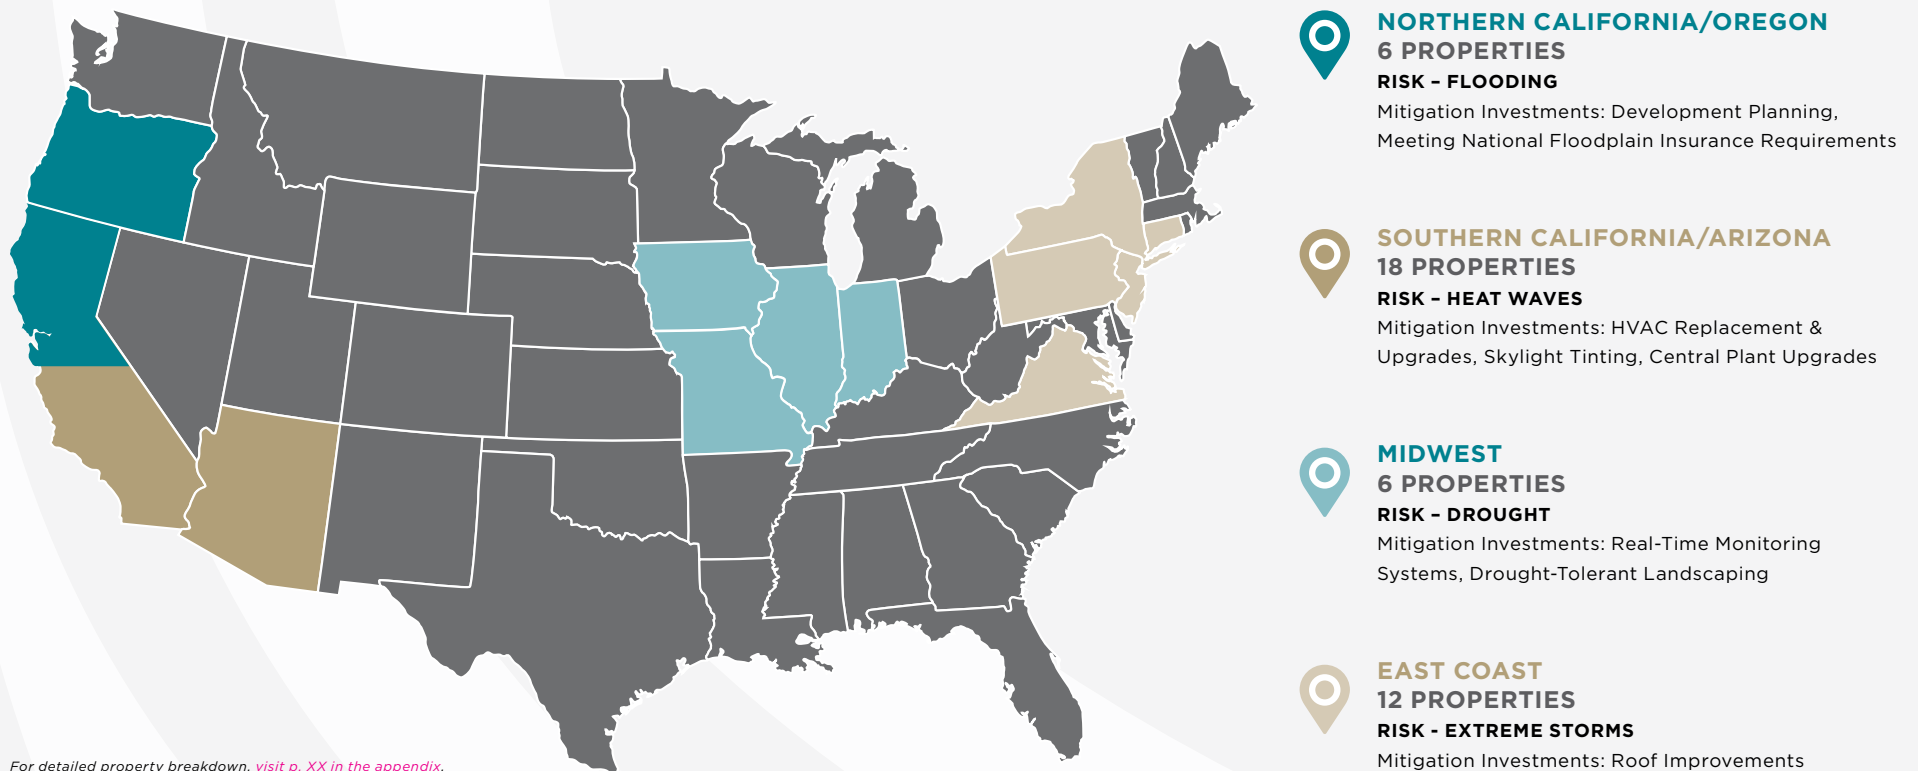 NORTHERN CALIFORNIA/OREGON
6 PROPERTIES
RISK – FLOODING
Mitigation Investments: Development Planning,
Meeting National Floodplain Insurance Requirements
SOUTHERN CALIFORNIA/ARIZONA
18 PROPERTIES
RISK – HEAT WAVES
Mitigation Investments: HVAC Replacement &
Upgrades, Skylight Tinting, Central Plant Upgrades
MIDWEST
6 PROPERTIES
RISK – DROUGHT
Mitigation Investments: Real-Time Monitoring
Systems, Drought-Tolerant Landscaping
EAST COAST
12 PROPERTIES
RISK - EXTREME STORMS
Mitigation Investments: Roof Improvements
For detailed property breakdown, visit p. XX in the appendix.